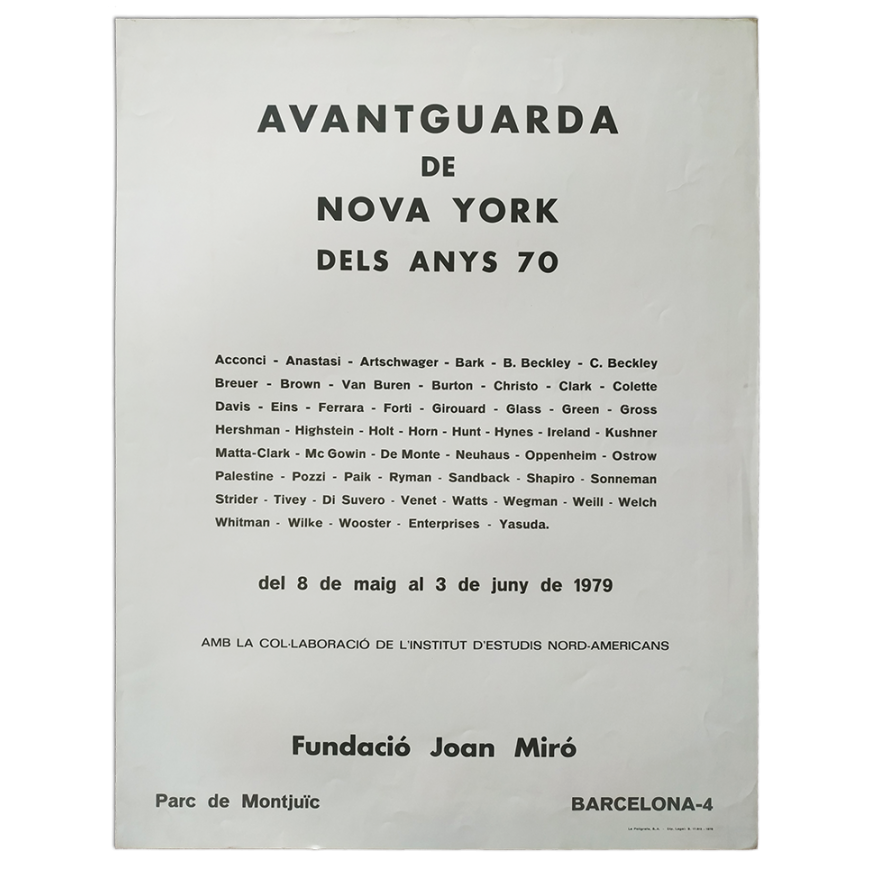 AVANTGUARDA
DE
NOVA YORK
DELS ANYS 70
Acconci - Anastasi - Artschwager - Bark - B. Beckley - C. Beckley
Breuer - Brown - Van Buren - Burton - Christo - Clark - Colette
Davis - Eins - Ferrara - Forti - Girouard - Glass - Green - Gross
Hershman - Highstein - Holt - Horn - Hunt - Hynes - Ireland - Kushner
Matta-Clark - Mc Gowin - De Monte - Neuhaus - Oppenheim - Ostrow
Palestine - Pozzi - Paik - Ryman - Sandback - Shapiro - Sonneman
Strider - Tivey - Di Suvero - Venet - Watts - Wegman - Weill - Welch
Whitman - Wilke - Wooster - Enterprises - Yasuda.
del 8 de maig al 3 de juny de 1979
AMB LA COL·LABORACIÓ DE L'INSTITUT D'ESTUDIS NORD-AMERICANS
Fundació Joan Miró
Parc de Montjuïc
BARCELONA-4